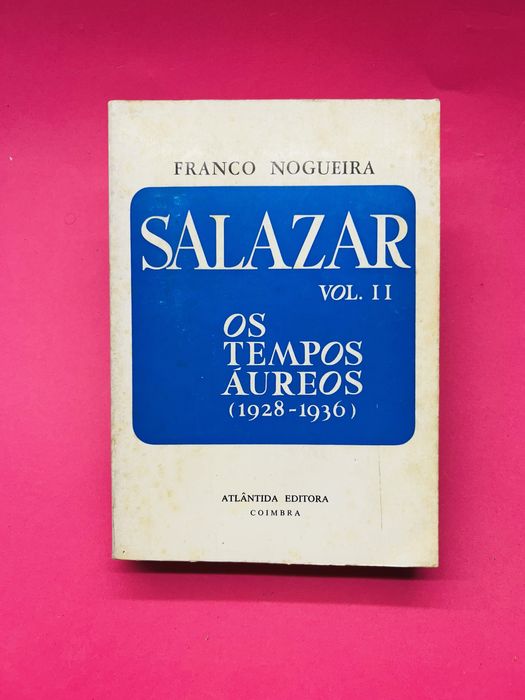 FRANCO NOGUEIRA
SALAZAR
VOL. II
OS
TEMPOS
ÁUREOS
(1928-1936)
ATLÂNTIDA EDITORA
COIMBRA